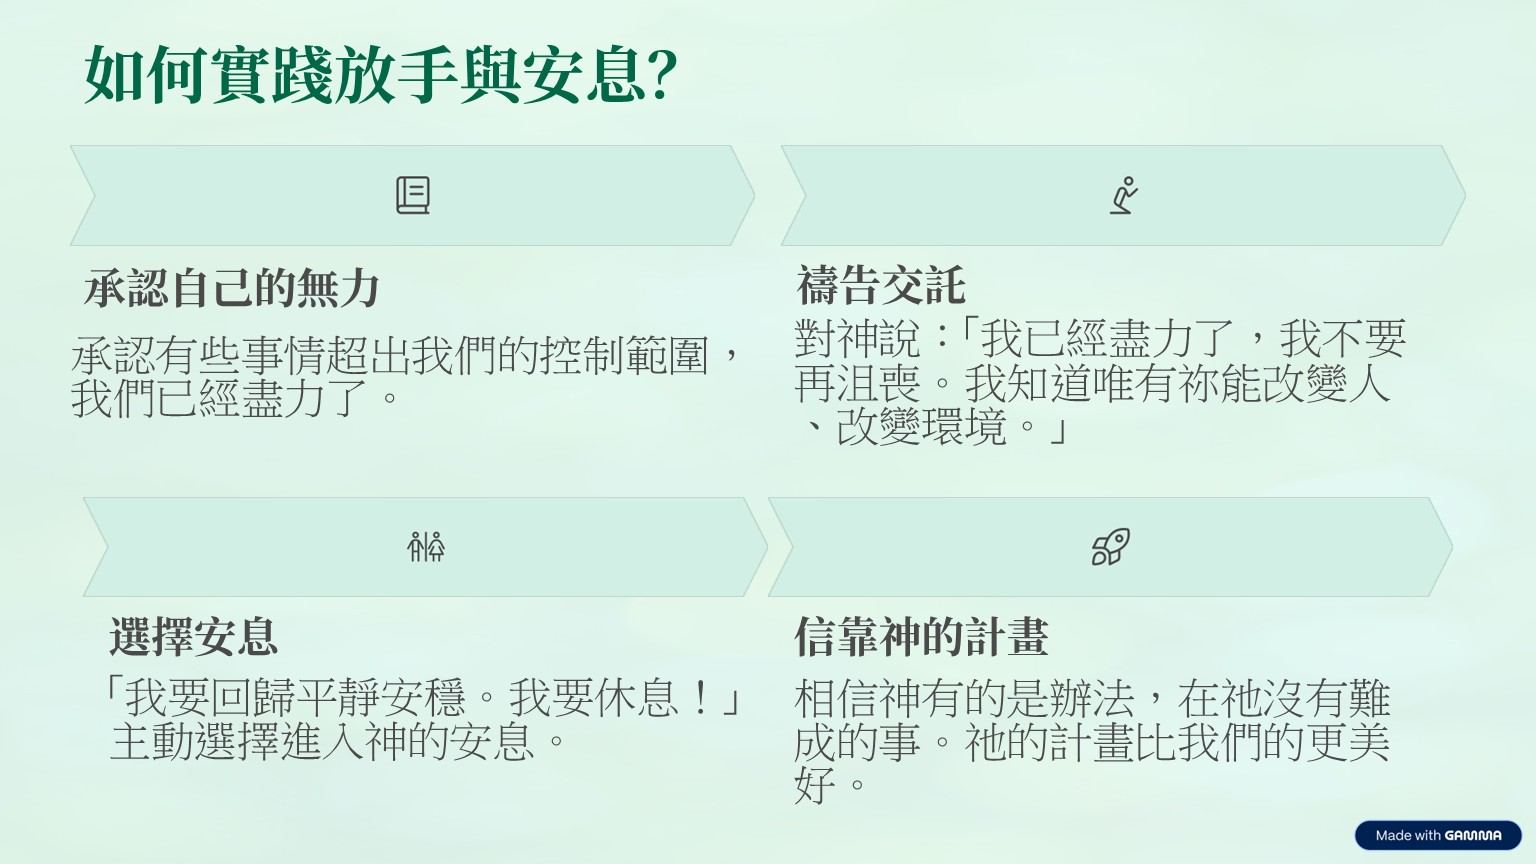 如何實踐放手與安息?
承認自己的無力
承認有些事情超出我們的控制範圍，
我們已經盡力了。
禱告交託
對神說：「我已經盡力了，我不要
再沮喪。我知道唯有祢能改變人
、改變環境。」
選擇安息
「我要回歸平靜安穩。我要休息！」
主動選擇進入神的安息。
信靠神的計畫
相信神有的是辦法，在祂沒有難
成的事。祂的計畫比我們的更美
好。
Made with GAMMA